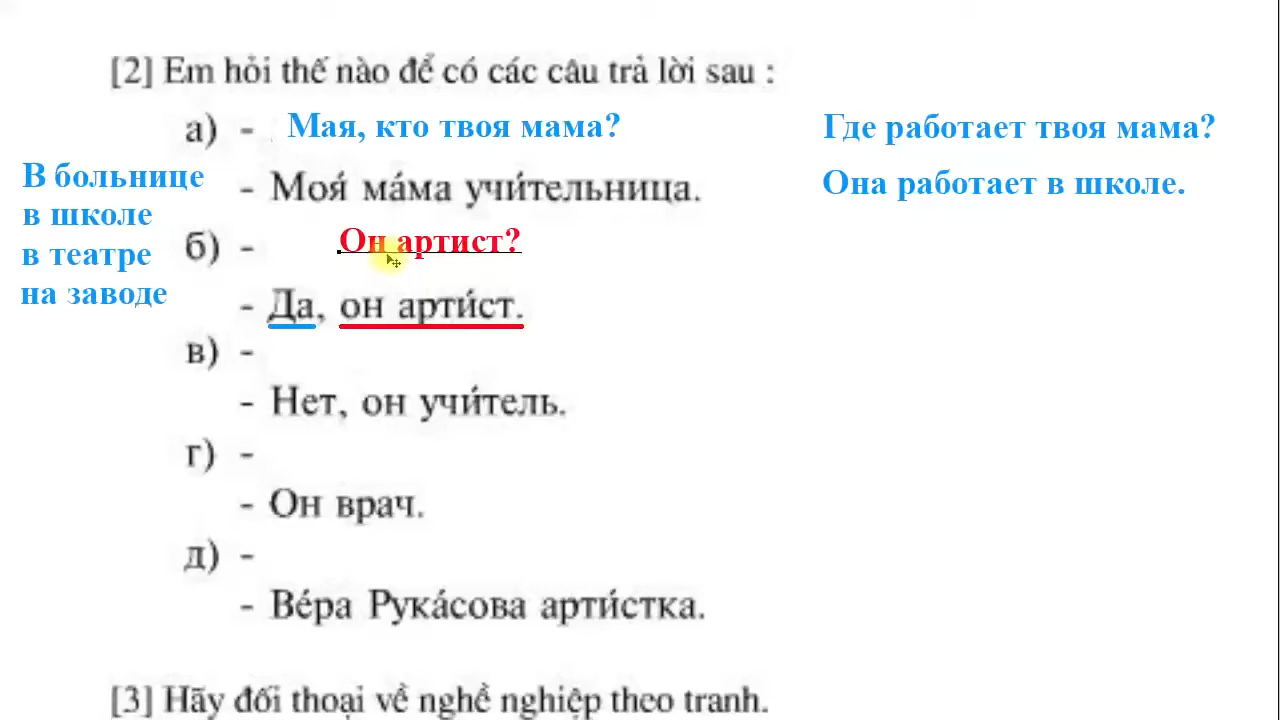 [2] Em hỏi thế nào để có các câu trả lời sau :
а) - Мая, кто твоя мама?
Где работает твоя мама?
В больнице
- Моя́ ма́ма учи́тельница.
Она работает в школе.
в школе
б) - Он артист?
в театре
на заводе
- Да, он арти́ст.
в) -
- Нет, он учи́тель.
г) -
- Он врач.
д) -
- Ве́ра Рука́сова арти́стка.
[3] Hãy đối thoại về nghề nghiệp theo tranh.